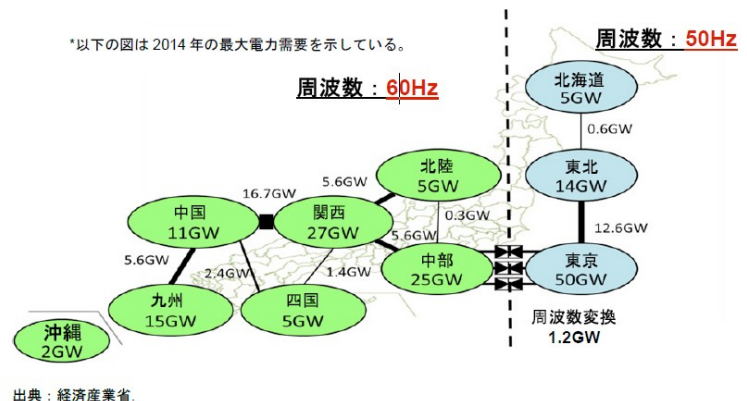 *以下の図は 2014 年の最大電力需要を示している。
周波数：50Hz
周波数：60Hz
北海道
5GW
0.6GW
北陸
5GW
東北
14GW
5.6GW
16.7GW
中国
11GW
関西
27GW
0.3GW
12.6GW
5.6GW
5.6GW
2.4GW
1.4GW
中部
25GW
東京
50GW
九州
15GW
四国
5GW
沖縄
2GW
周波数変換
1.2GW
出典：経済産業省.